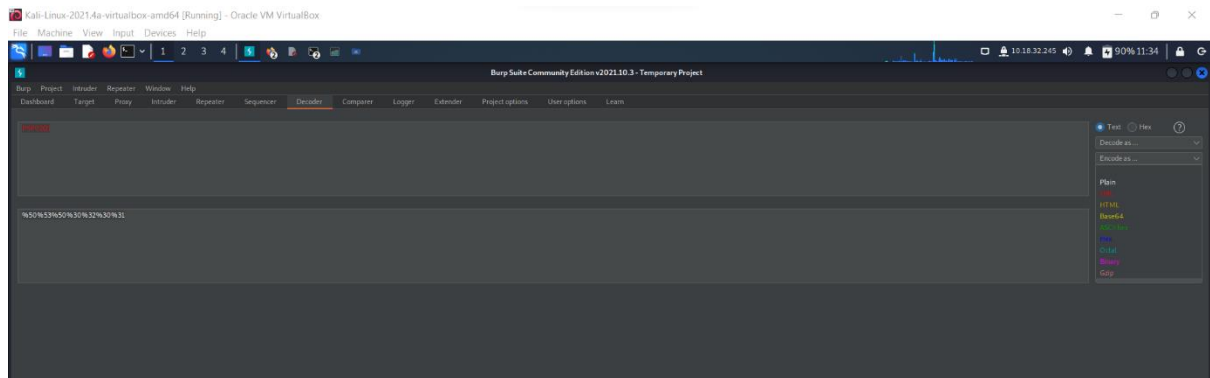 Kali-Linux-2021.4a-virtualbox-amd64 [Running] - Oracle VM VirtualBox
File Machine View Input Devices Help
1 2 3 4
10.18.32.245
90% 11:34
Burp Suite Community Edition v2021.10.3 - Temporary Project
Burp Project Intruder Repeater Window Help
Dashboard Target Proxy Intruder Repeater Sequencer Decoder Comparer Logger Extender Project options User options Learn
Text Hex ?
Decode as ...
Encode as ...
%50%53%50%30%32%30%31
Plain
HTML
Base64
ASCII hex
Hex
Octal
Binary
Gzip